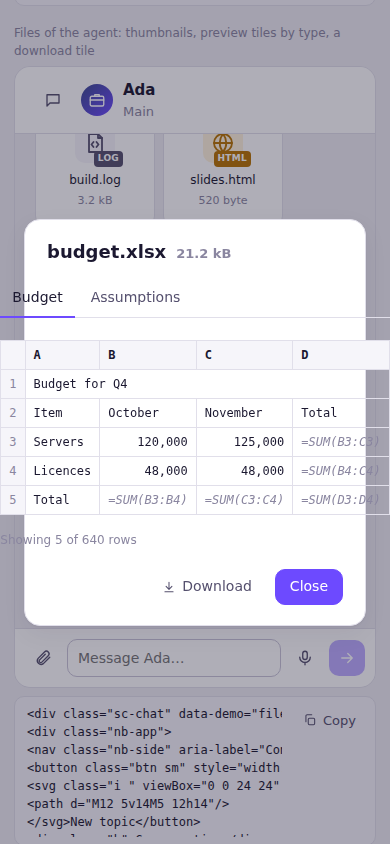 Files of the agent: thumbnails, preview tiles by type, a
download tile
Ada
Main
LOG
HTML
build.log
slides.html
3.2 kB
520 byte
budget.xlsx 21.2 kB
Budget Assumptions
A B C D
1 Budget for Q4
2 Item October November Total
3 Servers 120,000 125,000 =SUM(B3:C3)
4 Licences 48,000 48,000 =SUM(B4:C4)
5 Total =SUM(B3:B4) =SUM(C3:C4) =SUM(D3:D4)
Showing 5 of 640 rows
Download Close
Message Ada...
<div class="sc-chat" data-demo="file
Copy
<div class="nb-app">
<nav class="nb-side" aria-label="Con
<button class="btn sm" style="width
<svg class="i " viewBox="0 0 24 24"
<path d="M12 5v14M5 12h14"/>
</svg>New topic</button>